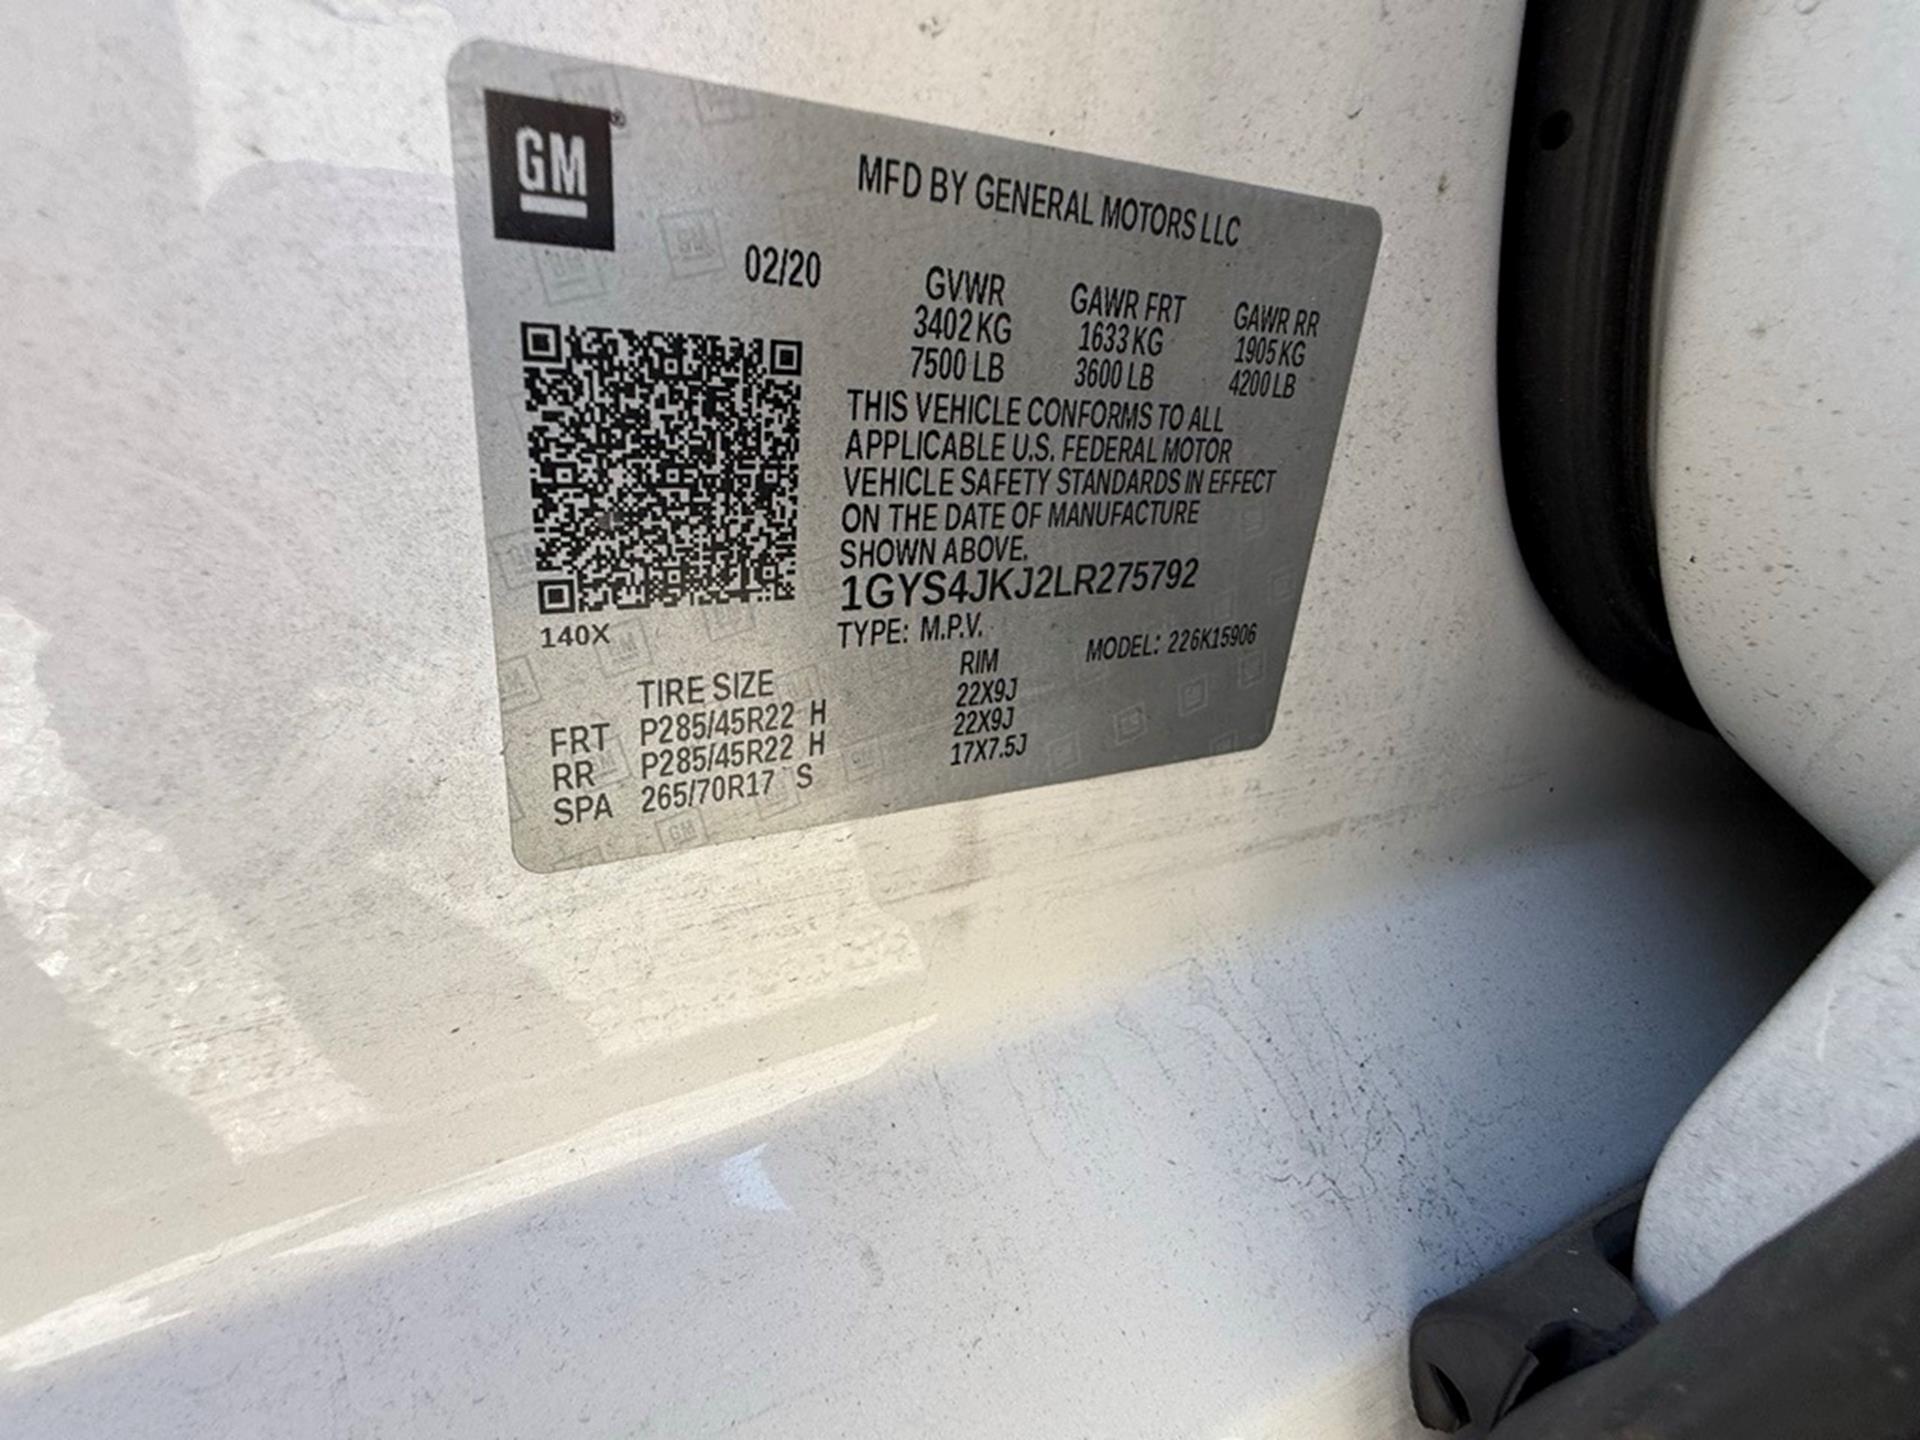 GM®
MFD BY GENERAL MOTORS LLC
02/20
GVWR GAWR FRT GAWR RR
3402 KG 1633 KG 1905 KG
7500 LB 3600 LB 4200 LB
THIS VEHICLE CONFORMS TO ALL
APPLICABLE U.S. FEDERAL MOTOR
VEHICLE SAFETY STANDARDS IN EFFECT
ON THE DATE OF MANUFACTURE
SHOWN ABOVE.
1GYS4JKJ2LR275792
140X
TYPE: M.P.V. MODEL: 226K15906
TIRE SIZE RIM
FRT P285/45R22 H 22X9J
RR P285/45R22 H 22X9J
SPA 265/70R17 S 17X7.5J